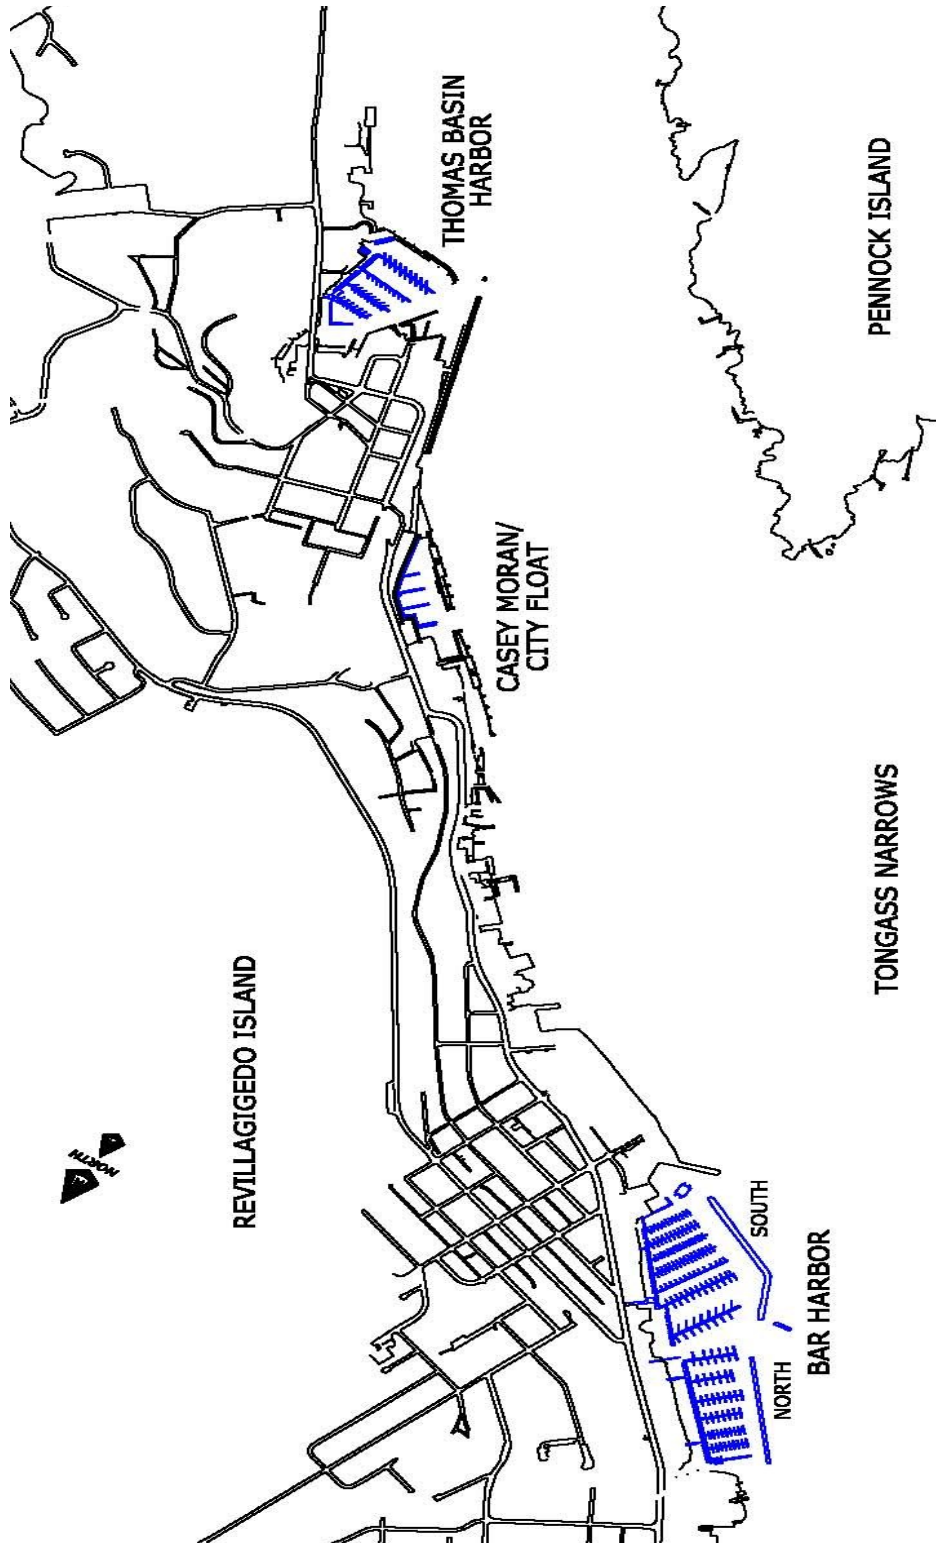 THOMAS BASIN
HARBOR
PENNOCK ISLAND
CASEY MORAN/
CITY FLOAT
TONGASS NARROWS
REVILLAGIGEDO ISLAND
NORTH
SOUTH
BAR HARBOR
NORTH